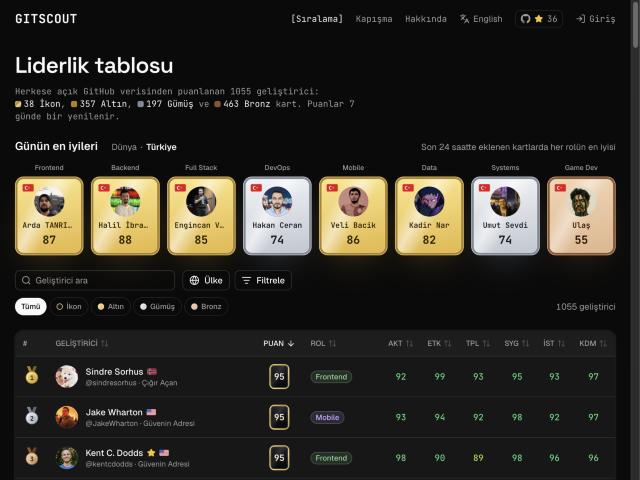 GITSCOUT
[Sıralama] Kapışma Hakkında English 36 Giriş
Liderlik tablosu
Herkese açık GitHub verisinden puanlanan 1055 geliştirici:
38 İkon, 357 Altın, 197 Gümüş ve 463 Bronz kart. Puanlar 7
günde bir yenilenir.
Günün en iyileri Dünya · Türkiye Son 24 saatte eklenen kartlarda her rolün en iyisi
Frontend Backend Full Stack DevOps Mobile Data Systems Game Dev
Arda TANRI… Halil İbra… Engincan V… Hakan Ceran Veli Bacik Kadir Nar Umut Sevdi Ulaş
87 88 85 74 86 82 74 55
Geliştirici ara Ülke Filtrele
Tümü İkon Altın Gümüş Bronz 1055 geliştirici
# GELİŞTİRİCİ PUAN ROL AKT ETK TPL SYG İST KDM
1 Sindre Sorhus 95 Frontend 92 99 93 95 93 97
@sindresorhus · Çığır Açan
2 Jake Wharton 95 Mobile 93 94 92 98 92 97
@JakeWharton · Güvenin Adresi
3 Kent C. Dodds 95 Frontend 98 90 89 98 96 96
@kentcdodds · Güvenin Adresi